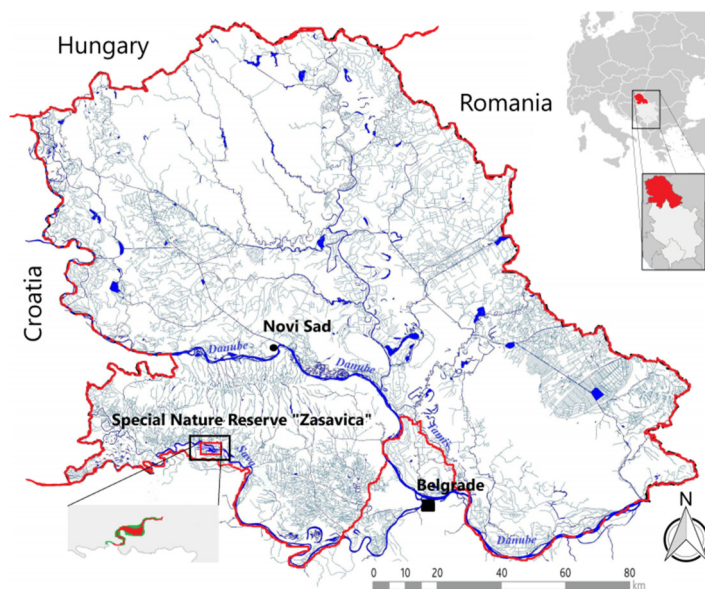 Hungary
Romania
Croatia
Novi Sad
Danube
Danube
Special Nature Reserve "Zasavica"
Sava
Tamiš
Belgrade
Danube
N
0 20 40 60 80
km